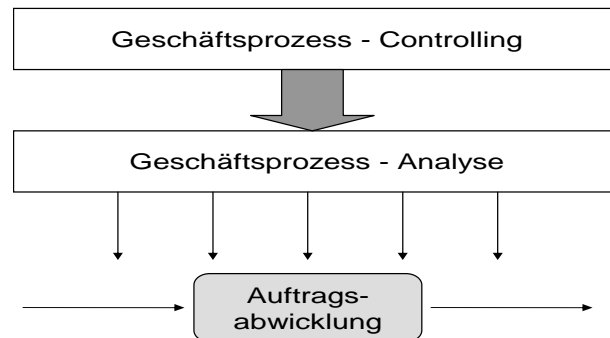 Geschäftsprozess - Controlling
Geschäftsprozess - Analyse
Auftrags-
abwicklung